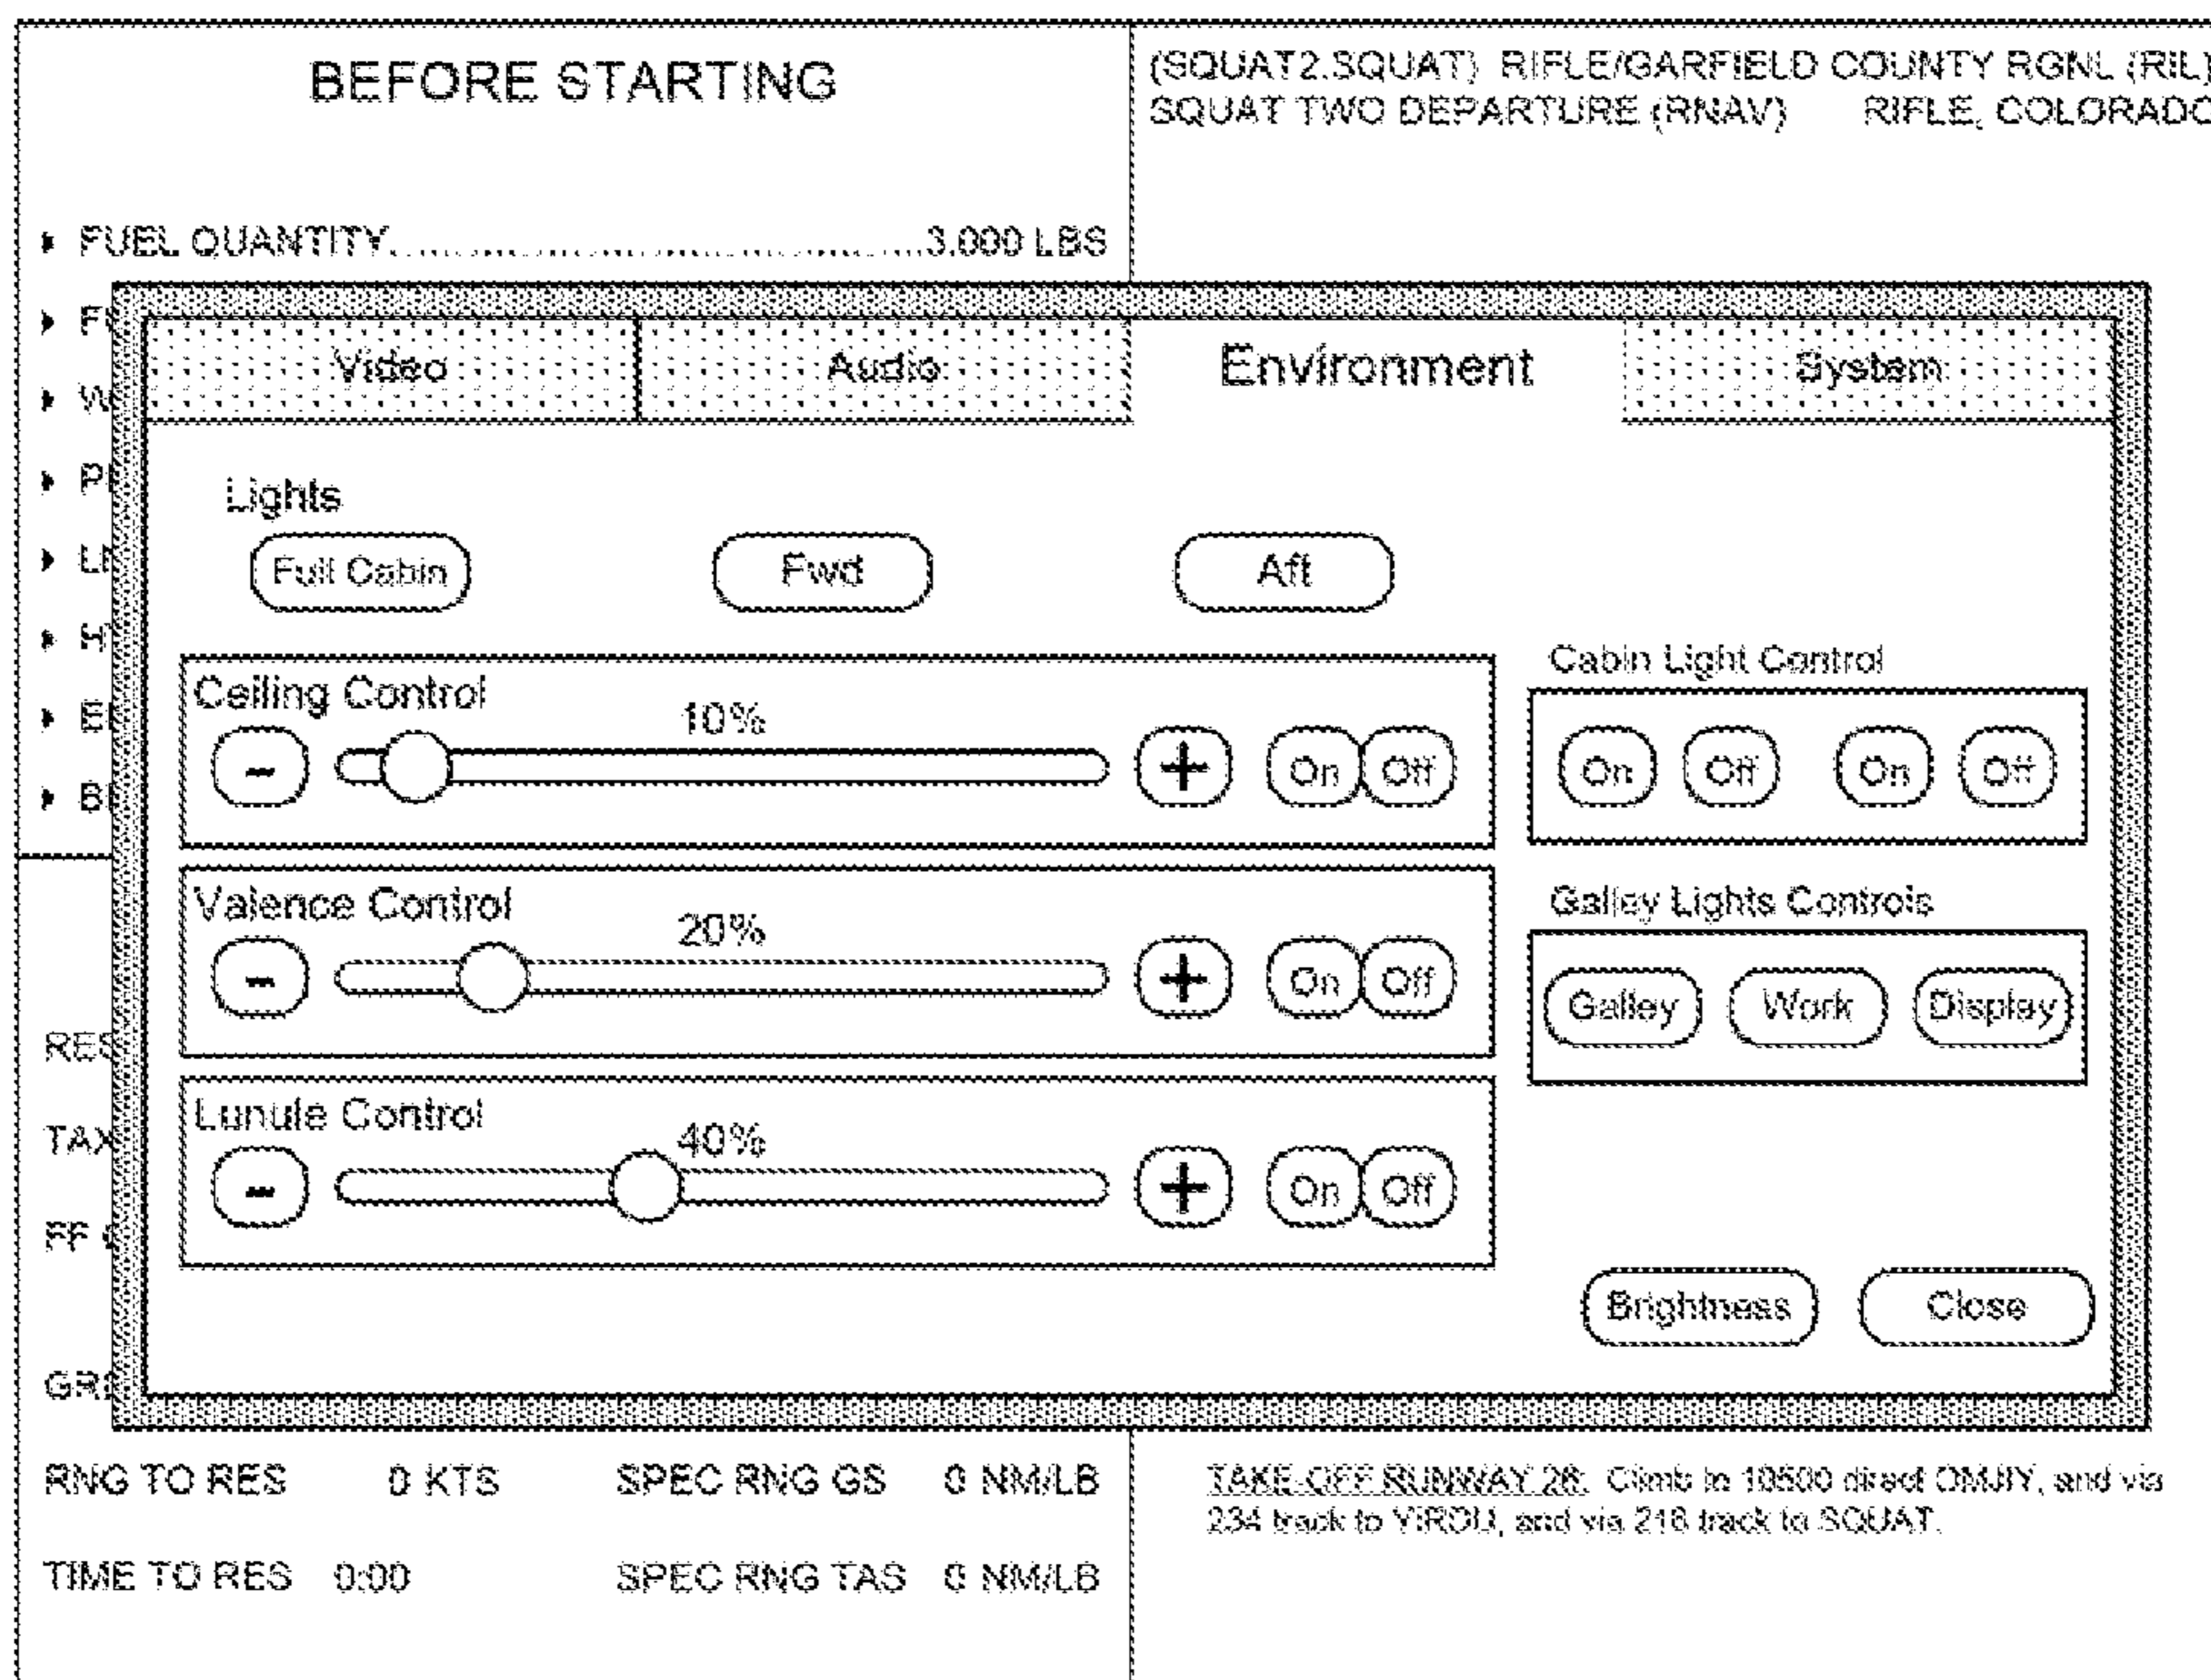 BEFORE STARTING
(SQUAT2.SQUAT) RIFLE/GARFIELD COUNTY RGNL (RIL)
SQUAT TWO DEPARTURE (RNAV) RIFLE, COLORADO
FUEL QUANTITY..........................................3,000 LBS
Video Audio Environment System
Lights
Full Cabin Fwd Aft
Ceiling Control
10%
- + On Off
Cabin Light Control
On Off On Off
Valence Control
20%
- + On Off
Galley Lights Controls
Galley Work Display
Lunule Control
40%
- + On Off
Brightness Close
RES
TAX
FF
RNG TO RES 0 KTS SPEC RNG GS 0 NM/LB
TIME TO RES 0:00 SPEC RNG TAS 0 NM/LB
TAKE-OFF RUNWAY 26: Climb to 10500 direct OMJIY, and via
234 track to YIRDU, and via 218 track to SQUAT.